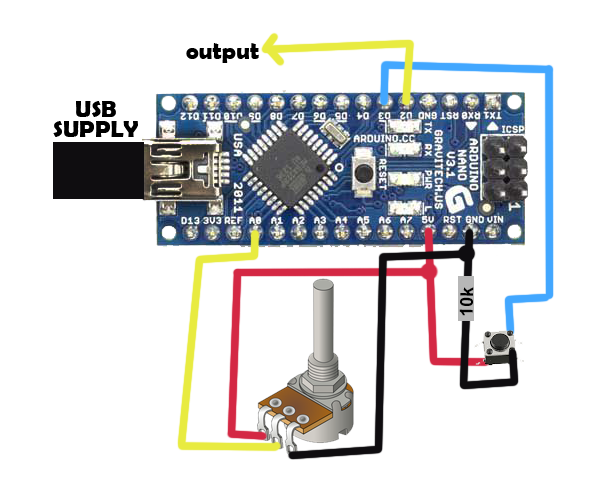 output
USB
SUPPLY
D12 D11 D10 D9 D8 D7 D6 D5 D4 D3 D2 GND RST RX0 TX1
TX
RX
PWR
L
RESET
ARDUINO.CC
GRAVITECH.US
ARDUINO
NANO
V3.1
ICSP
1
USA
2011
G
D13 3V3 REF A0 A1 A2 A3 A4 A5 A6 A7 5V RST GND VIN
10k